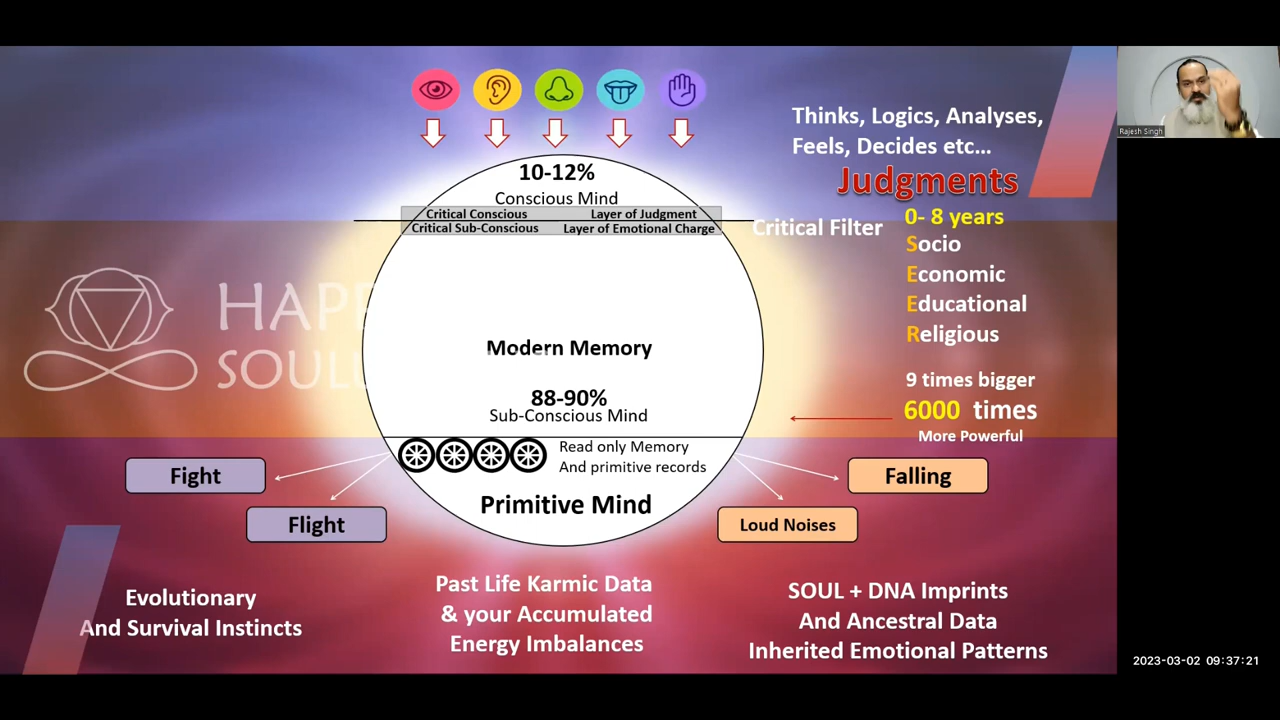 Thinks, Logics, Analyses,
Feels, Decides etc...
Judgments
Rajesh Singh
10-12%
Conscious Mind
Critical Conscious Layer of Judgment
Critical Sub-Conscious Layer of Emotional Charge
Critical Filter
0- 8 years
Socio
Economic
Educational
Religious
HAPP
SOUL
Modern Memory
88-90%
Sub-Conscious Mind
9 times bigger
6000 times
More Powerful
Read only Memory
And primitive records
Primitive Mind
Fight
Flight
Falling
Loud Noises
Evolutionary
And Survival Instincts
Past Life Karmic Data
& your Accumulated
Energy Imbalances
SOUL + DNA Imprints
And Ancestral Data
Inherited Emotional Patterns
2023-03-02 09:37:21